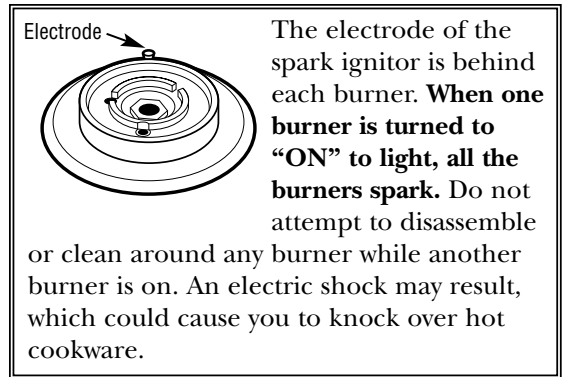 Electrode
The electrode of the
spark ignitor is behind
each burner. When one
burner is turned to
“ON” to light, all the
burners spark. Do not
attempt to disassemble
or clean around any burner while another
burner is on. An electric shock may result,
which could cause you to knock over hot
cookware.